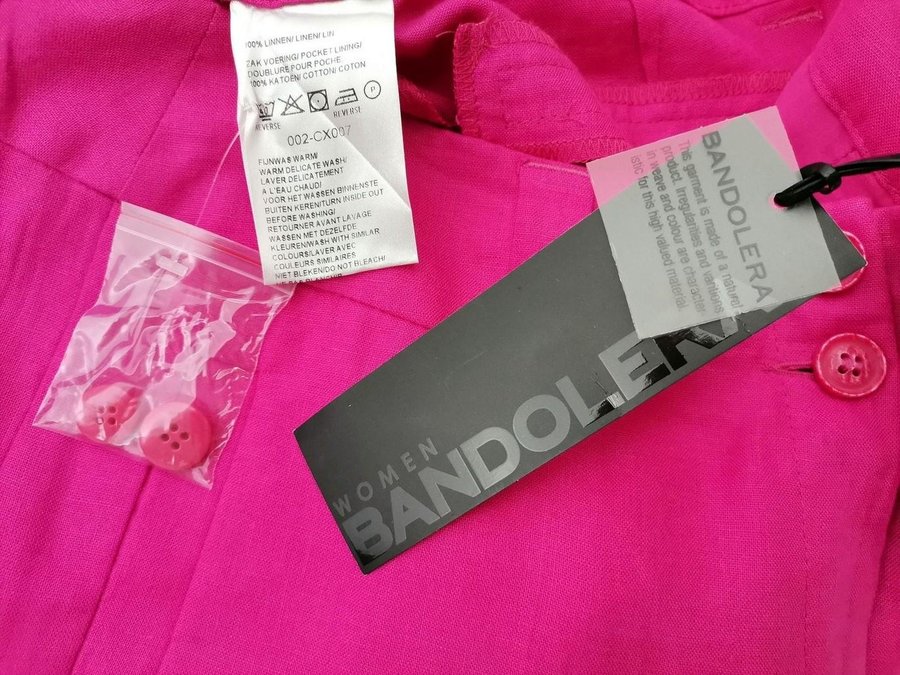 100% LINNEN/ LINEN/ LIN
ZAK VOERING/ POCKET LINING/
DOUBLURE POUR POCHE
100% KATOEN/ COTTON/ COTON
P
REVERSE
REVERSE
002-CX007
FIJNWAS WARM/
WARM DELICATE WASH/
LAVER DELICATEMENT
A L'EAU CHAUD/
VOOR HET WASSEN BINNENSTE
BUITEN KEREN/TURN INSIDE OUT
BEFORE WASHING/
RETOURNER AVANT LAVAGE
WASSEN MET DEZELFDE
KLEUREN/WASH WITH SIMILAR
COLOURS/LAVER AVEC
COULEURS SIMILAIRES
NIET BLEKEN/DO NOT BLEACH/
BANDOLERA
This garment is made of a natural
product. Irregularities and variations
in weave and colour are character
istic for this high valued material.
WOMEN
BANDOLERA